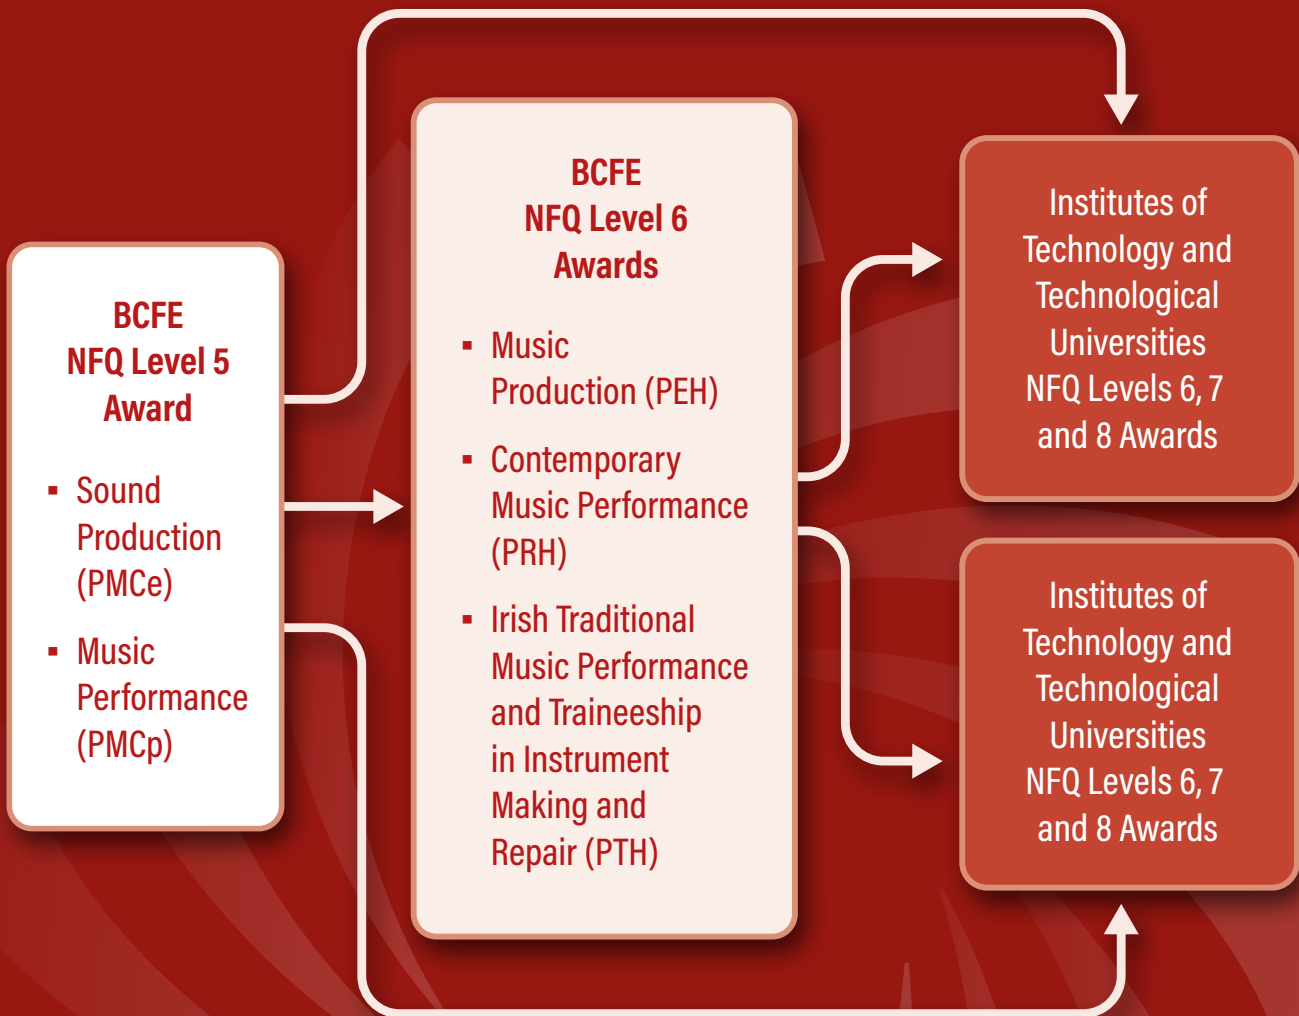 BCFE
NFQ Level 5
Award
▪ Sound
Production
(PMCe)
▪ Music
Performance
(PMCp)
BCFE
NFQ Level 6
Awards
▪ Music
Production (PEH)
▪ Contemporary
Music Performance
(PRH)
▪ Irish Traditional
Music Performance
and Traineeship
in Instrument
Making and
Repair (PTH)
Institutes of
Technology and
Technological
Universities
NFQ Levels 6, 7
and 8 Awards
Institutes of
Technology and
Technological
Universities
NFQ Levels 6, 7
and 8 Awards